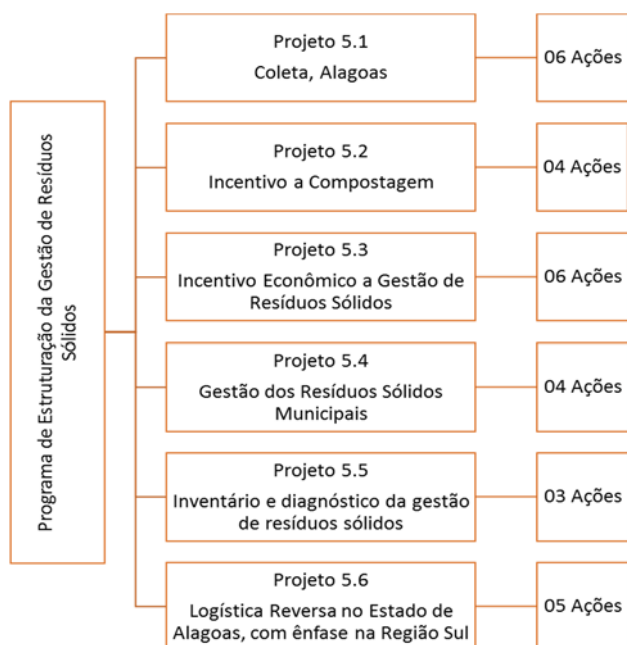 Programa de Estruturação da Gestão de Resíduos
Sólidos
Projeto 5.1
Coleta, Alagoas
06 Ações
Projeto 5.2
Incentivo a Compostagem
04 Ações
Projeto 5.3
Incentivo Econômico a Gestão de
Resíduos Sólidos
06 Ações
Projeto 5.4
Gestão dos Resíduos Sólidos
Municipais
04 Ações
Projeto 5.5
Inventário e diagnóstico da gestão
de resíduos sólidos
03 Ações
Projeto 5.6
Logística Reversa no Estado de
Alagoas, com ênfase na Região Sul
05 Ações